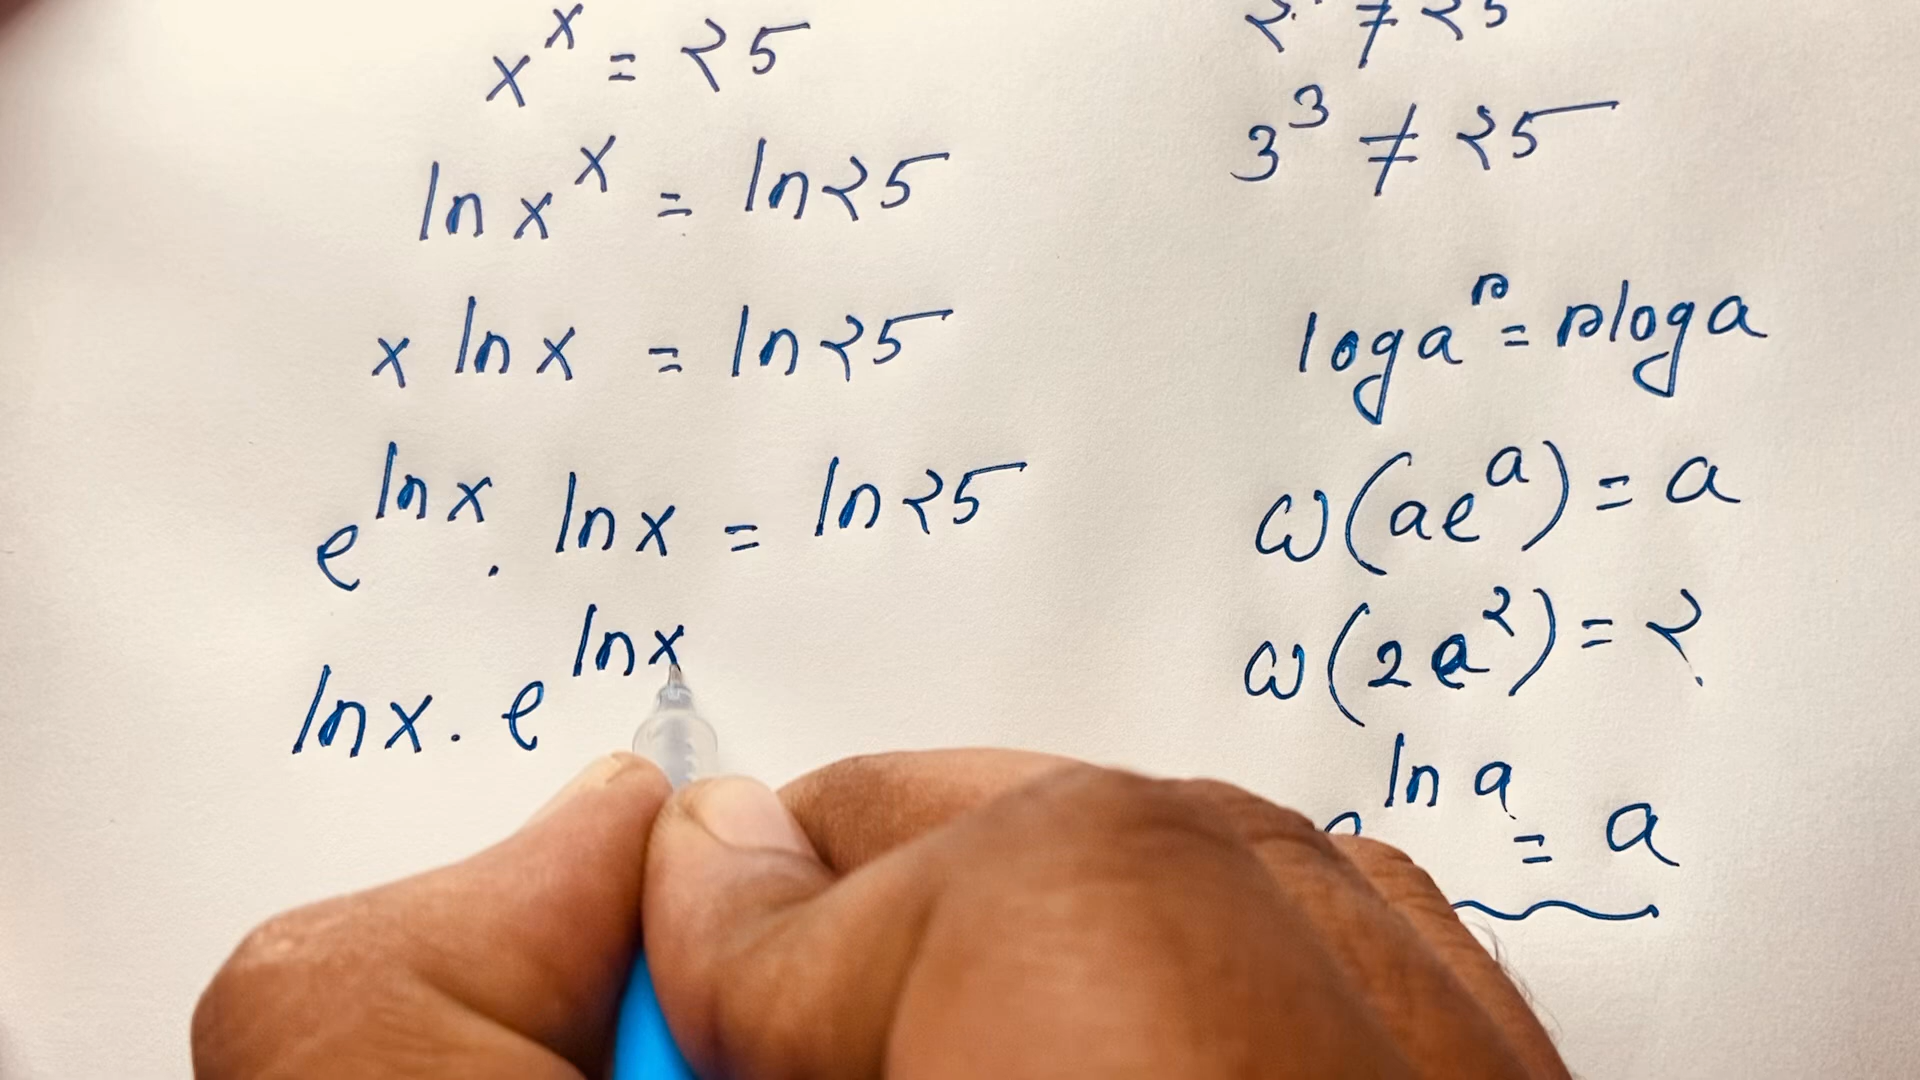 x^x = 25
ln x^x = ln 25
x ln x = ln 25
e^(ln x) . ln x = ln 25
ln x . e^(ln x)
≠ 25
3^3 ≠ 25
log a^n = n log a
ω(ae^a) = a
ω(2e^2) = 2
e^(ln a) = a